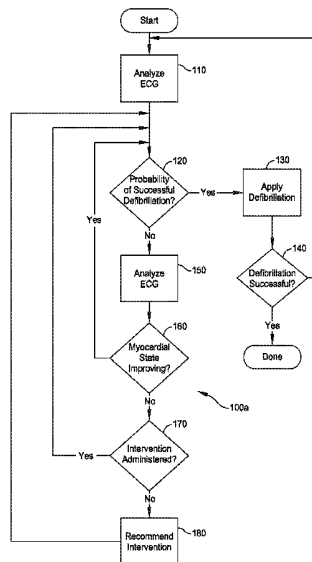 Start
110
Analyze
ECG
120
Probability
of Successful
Defibrillation?
Yes
130
Apply
Defibrillation
No
140
Defibrillation
Successful?
Yes
Done
150
Analyze
ECG
Yes
160
Myocardial
State
Improving?
No
100a
170
Intervention
Administered?
Yes
No
180
Recommend
Intervention